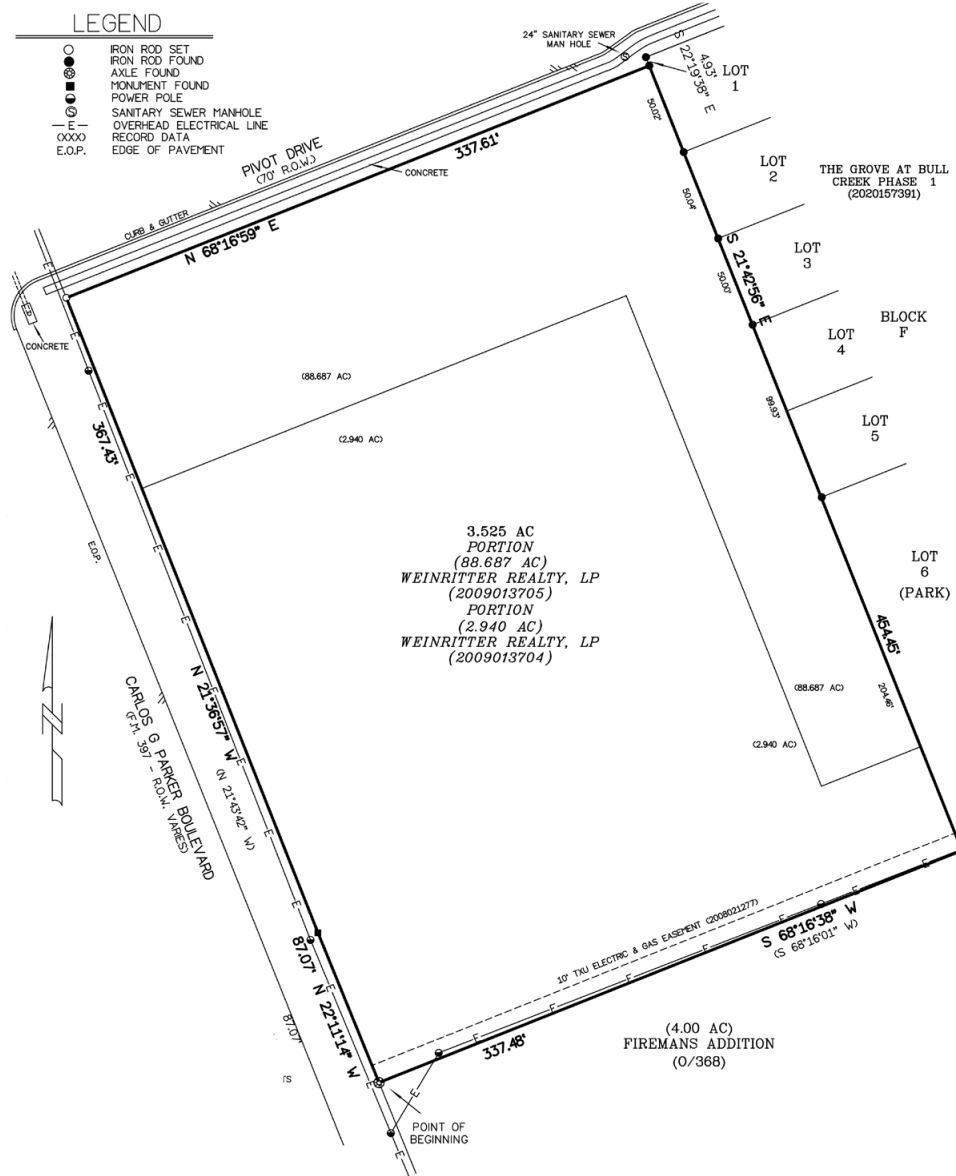 LEGEND
IRON ROD SET
IRON ROD FOUND
AXLE FOUND
MONUMENT FOUND
POWER POLE
S SANITARY SEWER MANHOLE
— E — OVERHEAD ELECTRICAL LINE
(XXX) RECORD DATA
E.O.P. EDGE OF PAVEMENT
24" SANITARY SEWER
MAN HOLE
S
4.93'
S 22°19'38" E
LOT
1
50.02'
PIVOT DRIVE
(70' R.O.W.)
337.61'
CONCRETE
CURB & GUTTER
N 68°16'59" E
LOT
2
THE GROVE AT BULL
CREEK PHASE 1
(2020157391)
50.04'
S 21°42'56" E
LOT
3
50.00'
BLOCK
F
LOT
4
CONCRETE
(88.687 AC)
367.43'
(2.940 AC)
99.93'
LOT
5
E.O.P.
3.525 AC
PORTION
(88.687 AC)
WEINRITTER REALTY, LP
(2009013705)
PORTION
(2.940 AC)
WEINRITTER REALTY, LP
(2009013704)
LOT
6
(PARK)
454.45'
204.46'
(88.687 AC)
(2.940 AC)
N 21°36'57" W
(N 21°43'42" W)
CARLOS G PARKER BOULEVARD
(F.M. 397 - R.O.W. VARIES)
10' TXU ELECTRIC & GAS EASEMENT (2008021277)
S 68°16'38" W
(S 68°16'01" W)
87.07'
N 22°11'14" W
87.07'
337.48'
(4.00 AC)
FIREMANS ADDITION
(O/368)
TS
POINT OF
BEGINNING